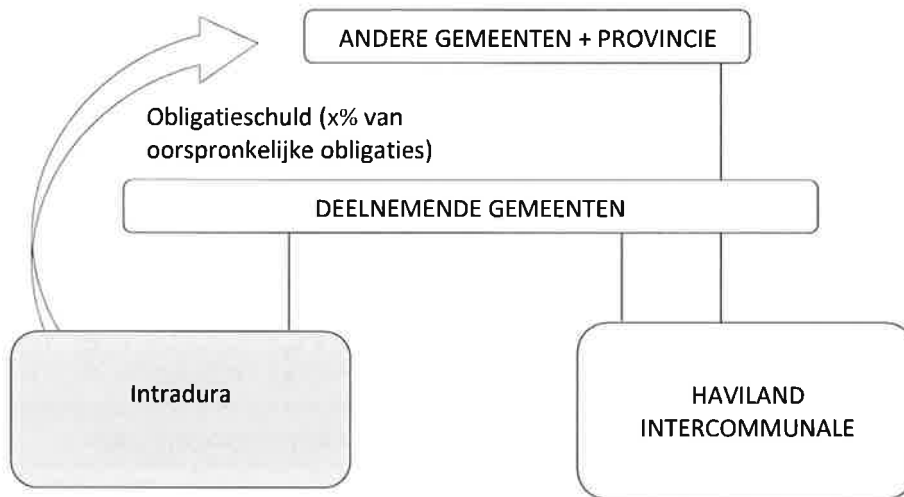 ANDERE GEMEENTEN + PROVINCIE
Obligatieschuld (x% van
oorspronkelijke obligaties)
DEELNEMENDE GEMEENTEN
Intradura
HAVILAND
INTERCOMMUNALE